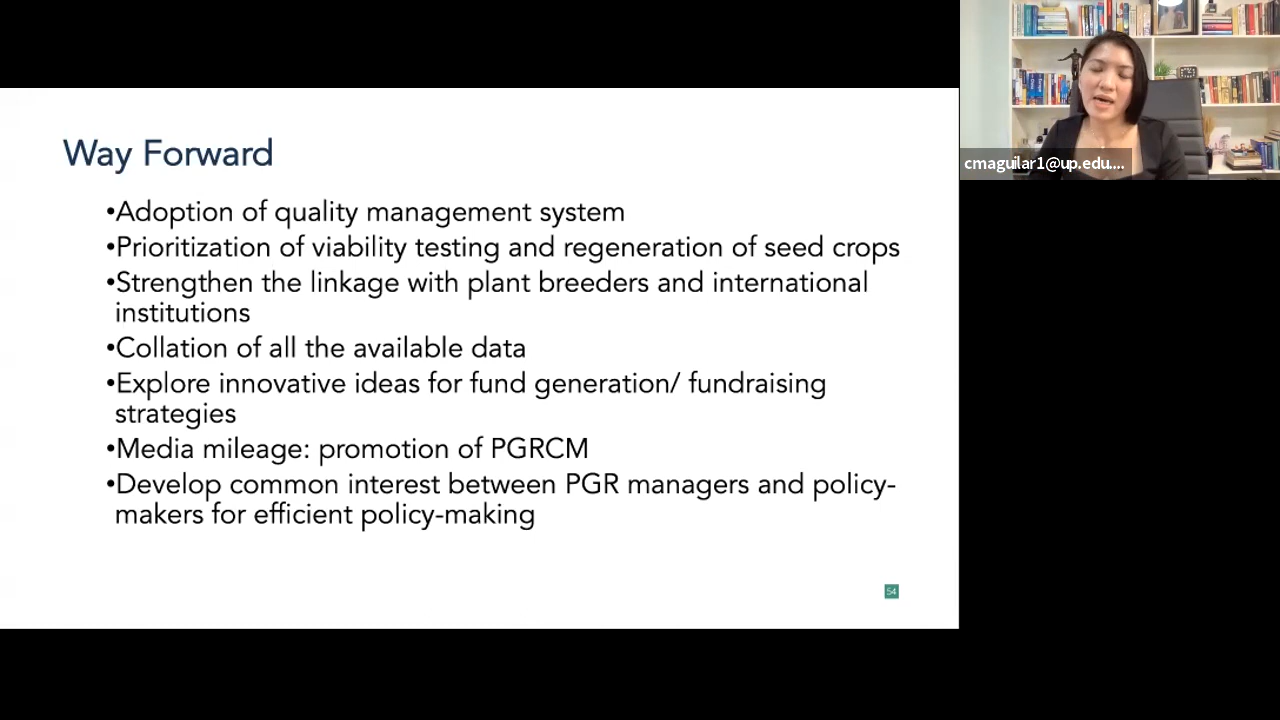 Way Forward
•Adoption of quality management system
•Prioritization of viability testing and regeneration of seed crops
•Strengthen the linkage with plant breeders and international
institutions
•Collation of all the available data
•Explore innovative ideas for fund generation/ fundraising
strategies
•Media mileage: promotion of PGRCM
•Develop common interest between PGR managers and policy-
makers for efficient policy-making
54
cmaguilar1@up.edu....